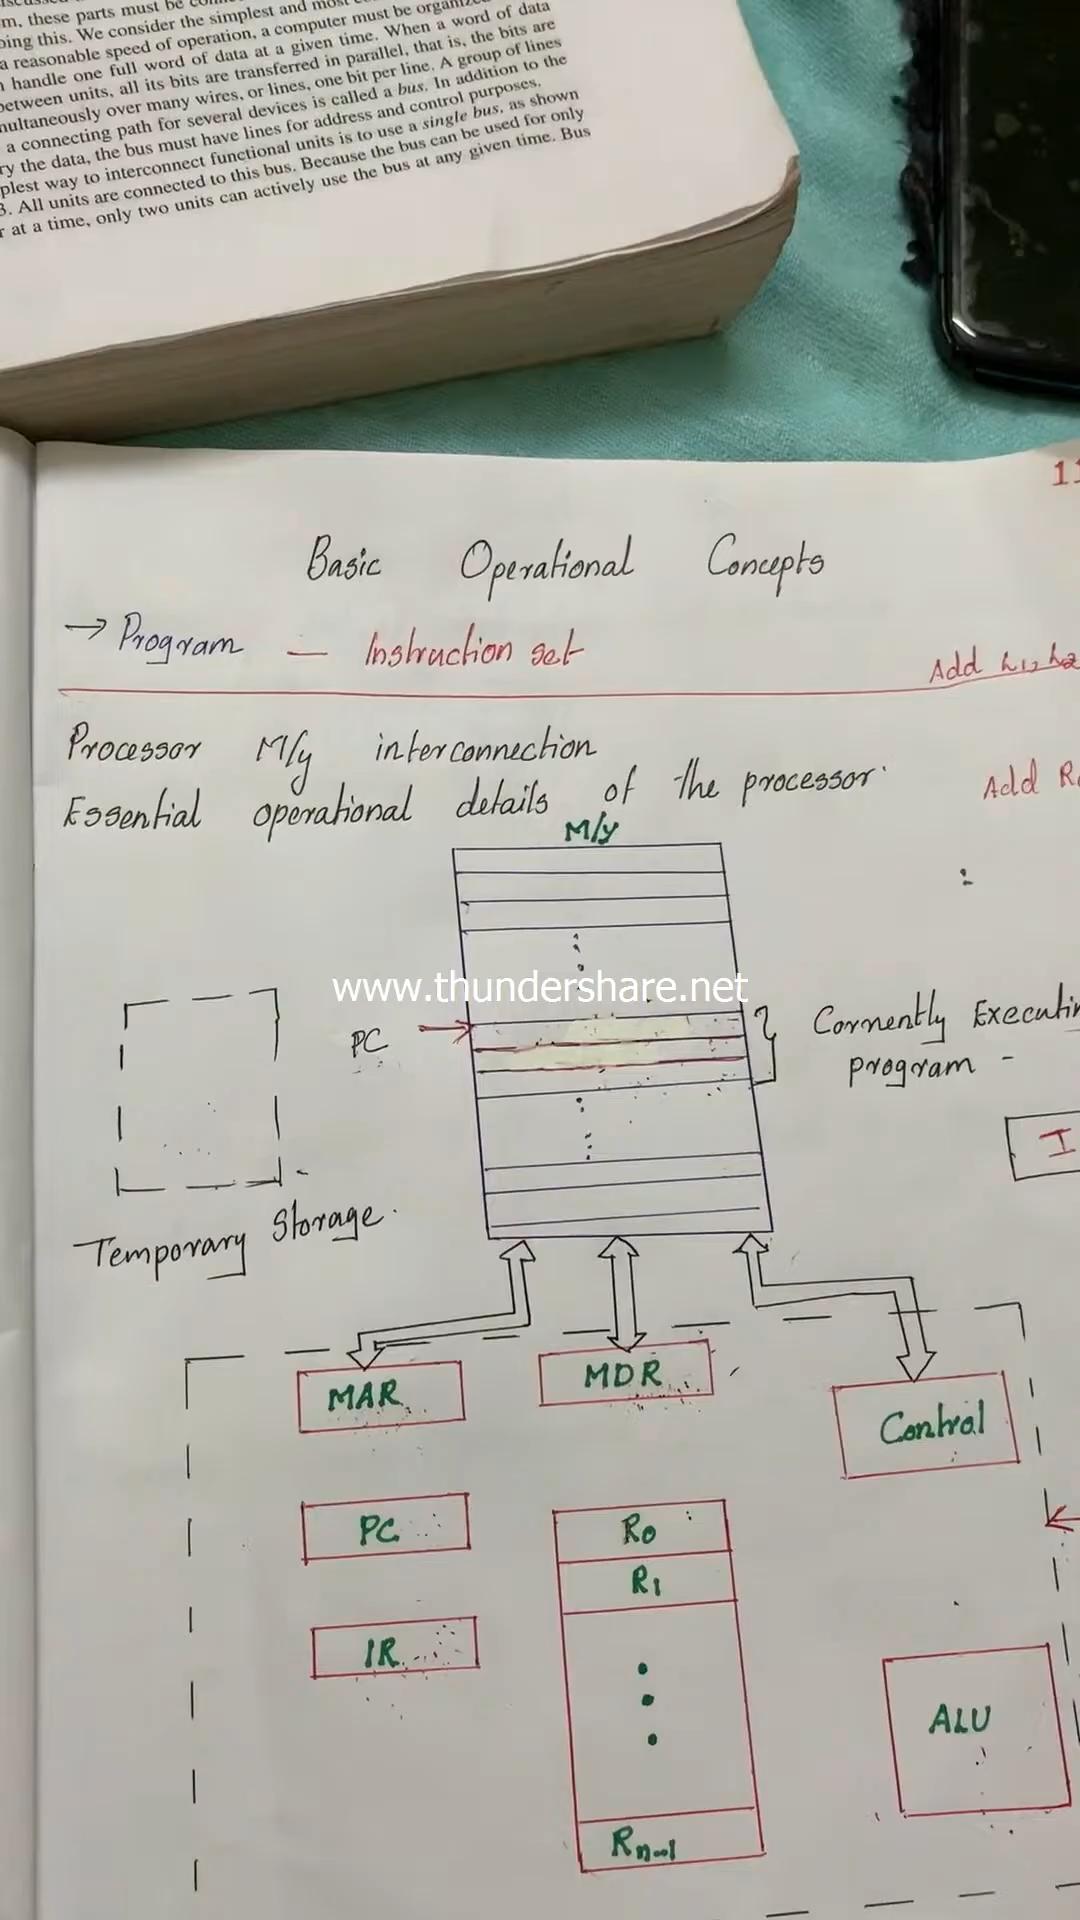 m, these parts must be
ing this. We consider the simplest and most
a reasonable speed of operation, a computer must be organized
handle one full word of data at a given time. When a word of data
between units, all its bits are transferred in parallel, that is, the bits are
multaneously over many wires, or lines, one bit per line. A group of lines
a connecting path for several devices is called a bus. In addition to the
ry the data, the bus must have lines for address and control purposes.
plest way to interconnect functional units is to use a single bus, as shown
3. All units are connected to this bus. Because the bus can be used for only
r at a time, only two units can actively use the bus at any given time. Bus
11
Basic Operational Concepts
→ Program — Instruction set
Add
Processor M/y interconnection
Essential operational details of the processor.
Add
M/y
www.thundershare.net
PC
Cornently Executin
program -
I
Temporary Storage.
MAR
MDR
Control
PC
R0
R1
IR
ALU
Rn-1